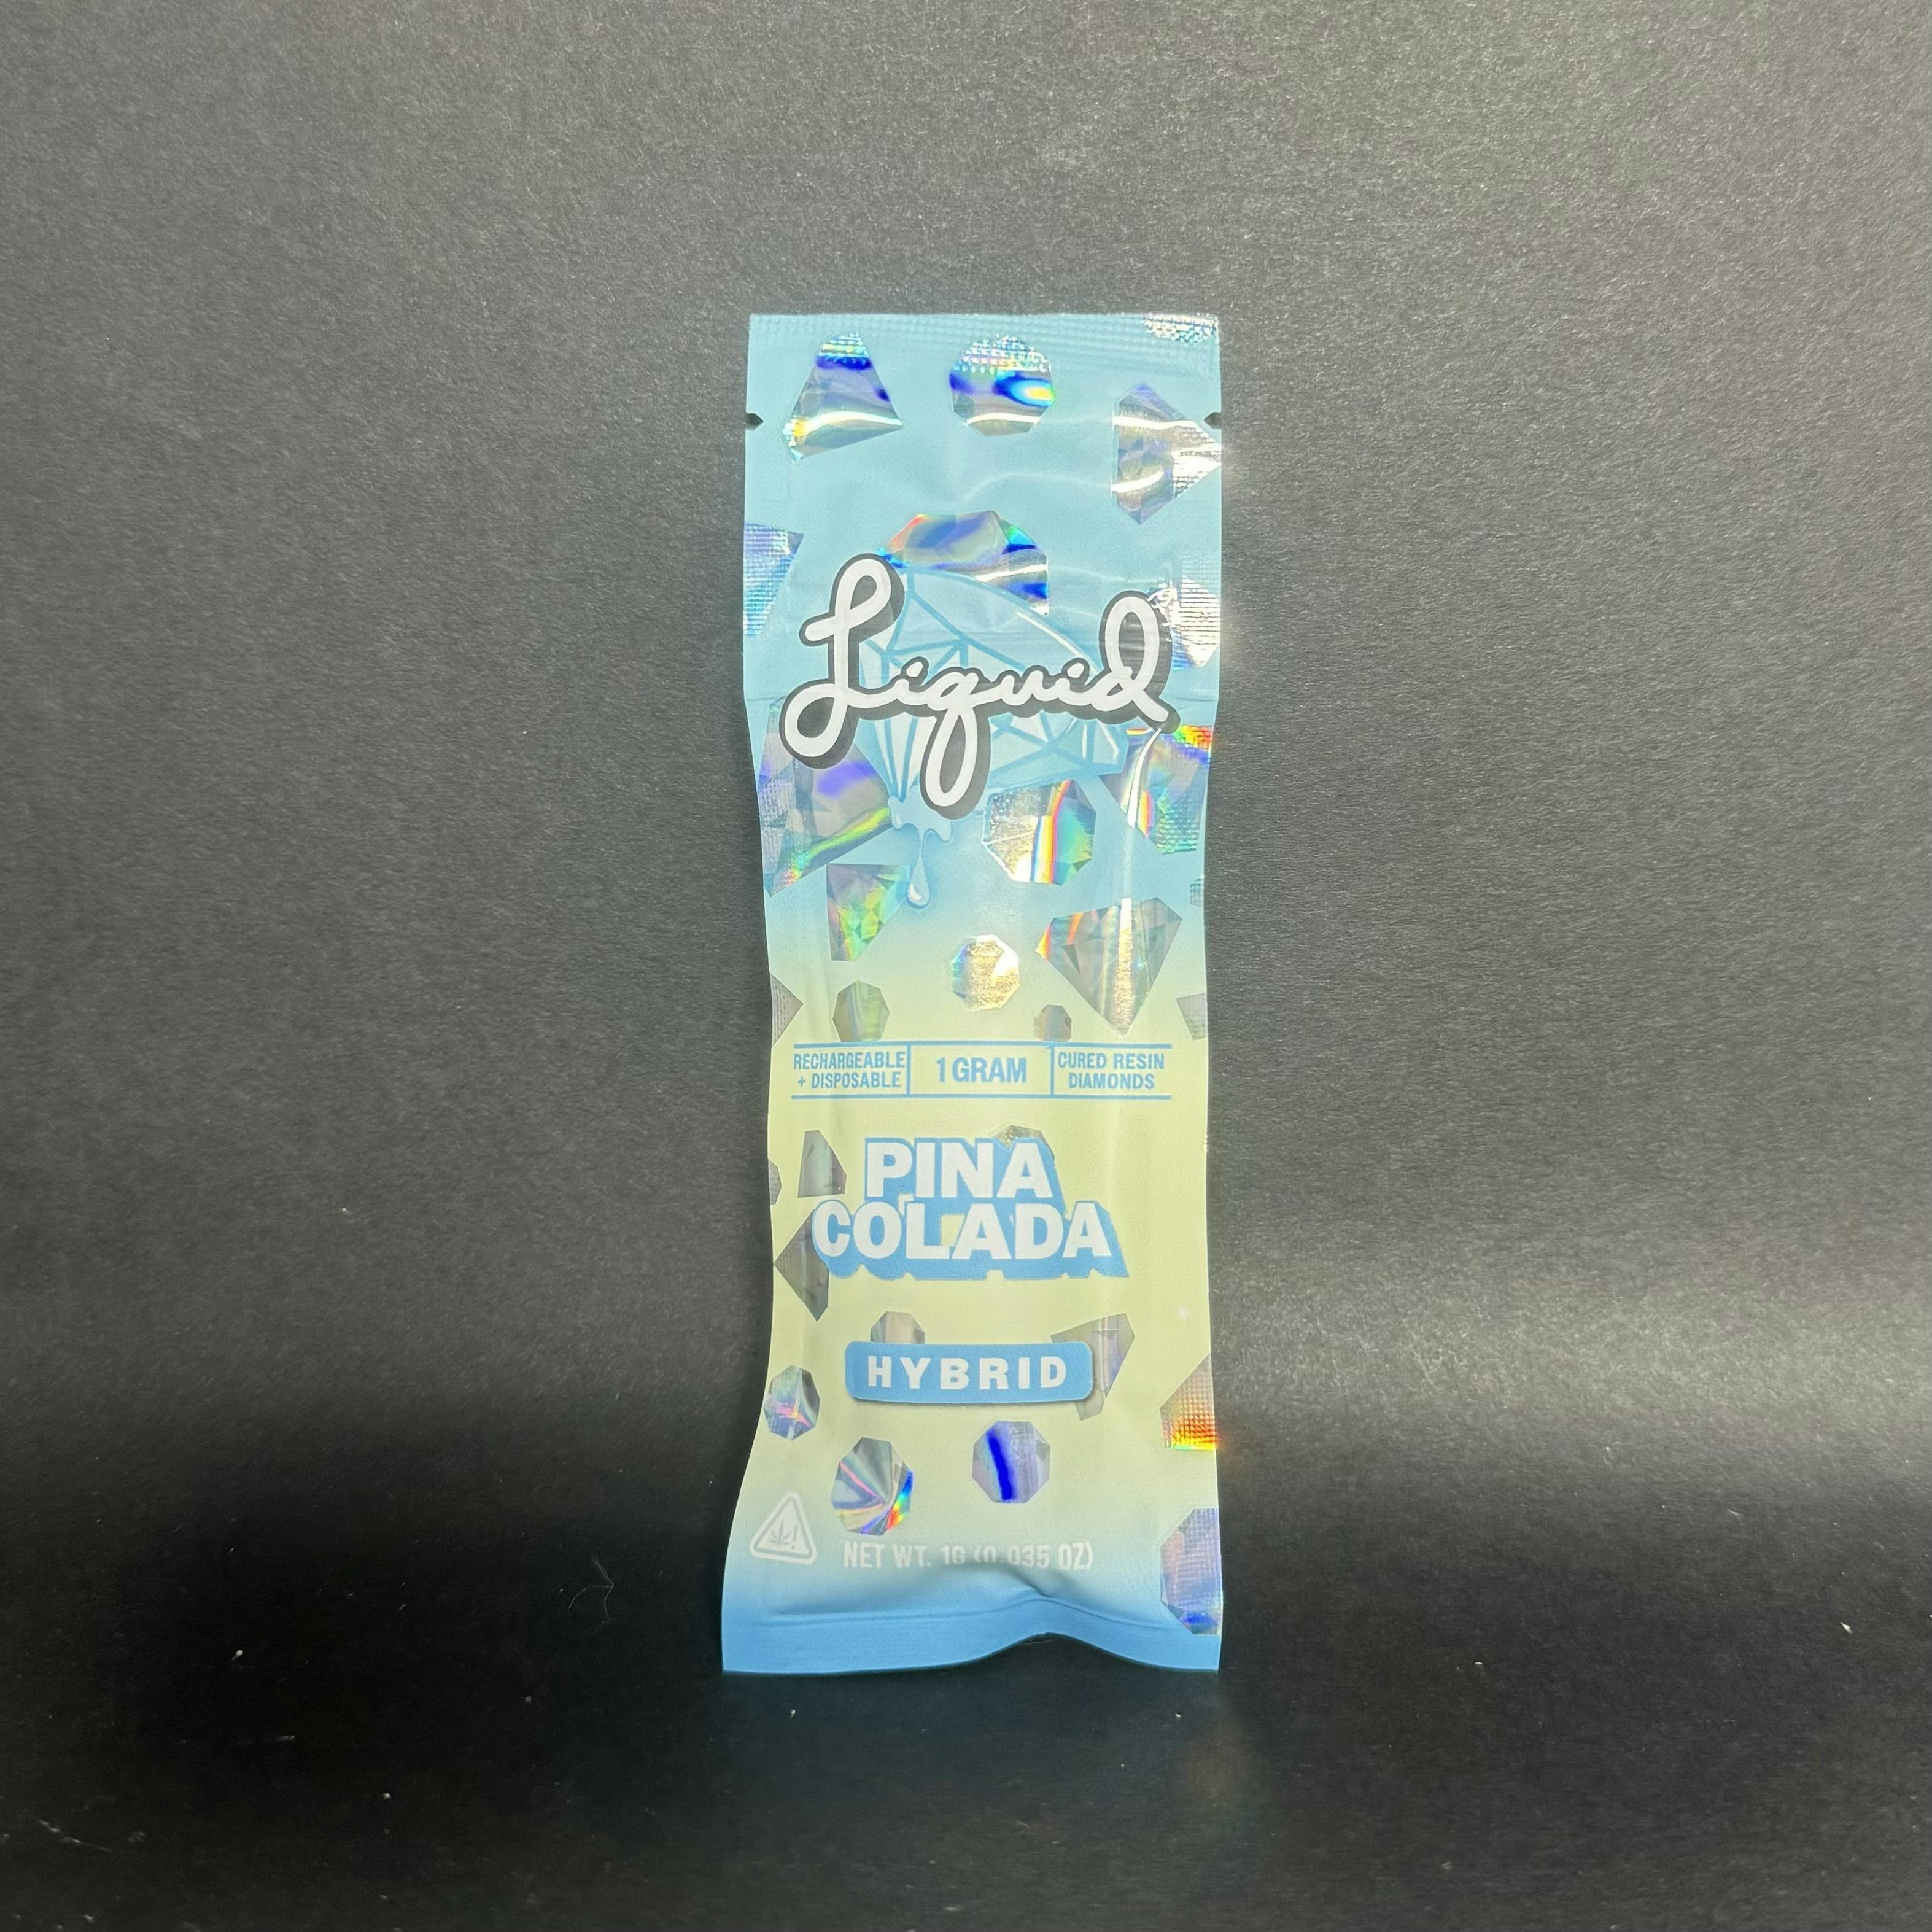 Liquid
RECHARGEABLE
+ DISPOSABLE
1 GRAM
CURED RESIN
DIAMONDS
PINA
COLADA
HYBRID
NET WT. 1G (0.035 OZ)